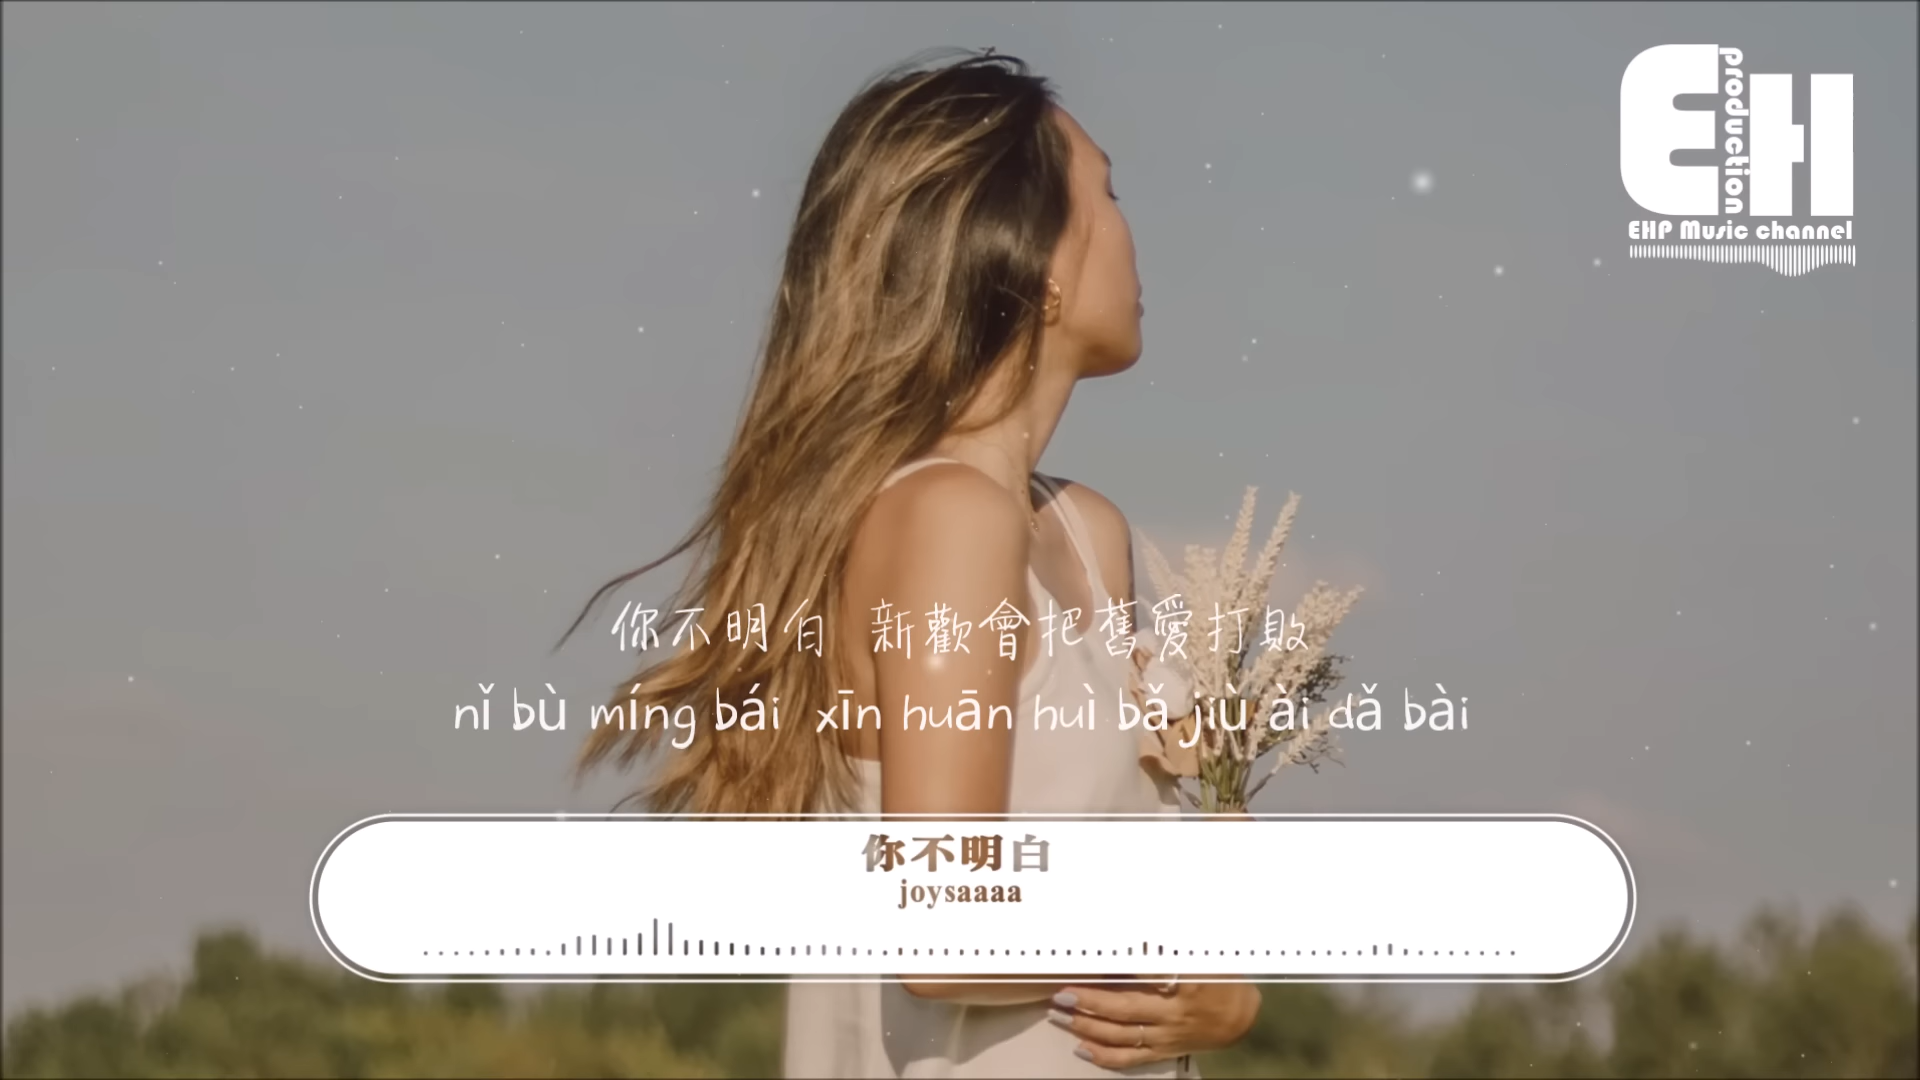 EH
production
EHP Music channel
你不明白 新歡會把舊愛打敗
nǐ bù míng bái xīn huān huì bǎ jiù ài dǎ bài
你不明白
joysaaaa